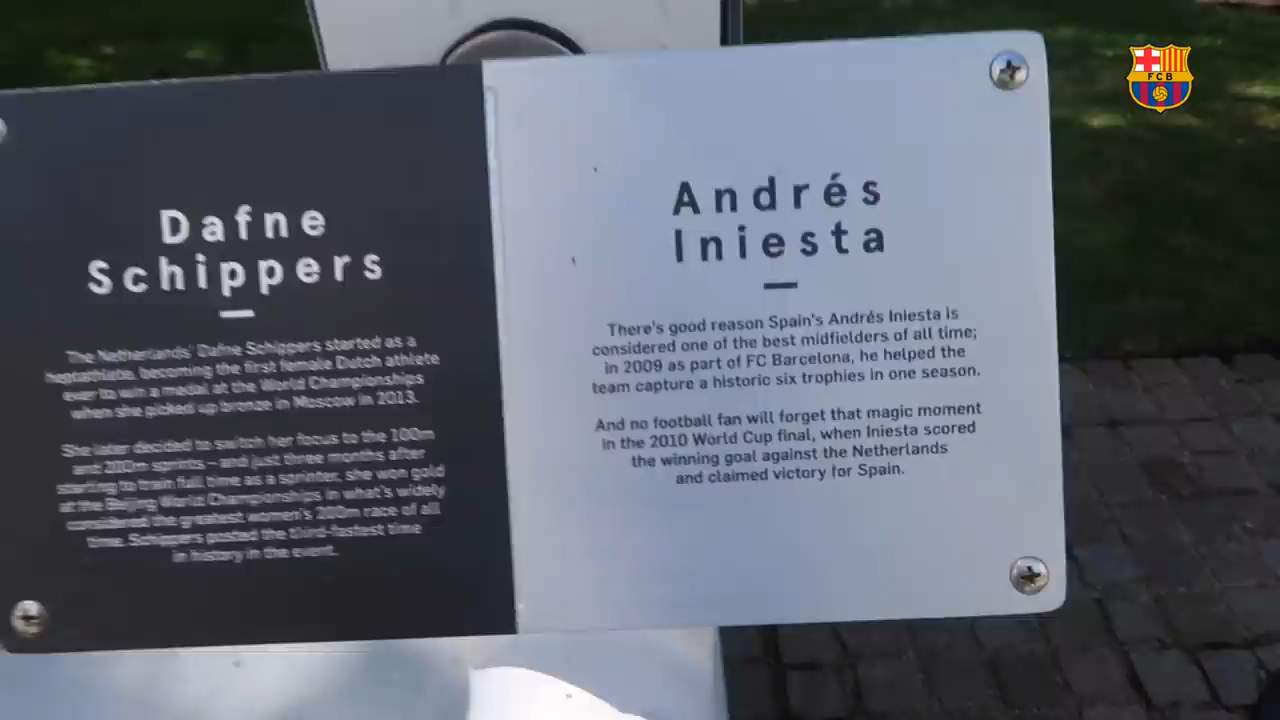 Dafne
Schippers
The Netherlands' Dafne Schippers started as a
heptathlete, becoming the first female Dutch athlete
ever to win a medal at the World Championships
when she picked up bronze in Moscow in 2013.
She later decided to switch her focus to the 100m
and 200m sprints – and just three months after
starting to train full time as a sprinter, she won gold
at the Beijing World Championships in what's widely
considered the greatest women's 200m race of all
time. Schippers posted the third-fastest time
in history in the event.
Andrés
Iniesta
There's good reason Spain's Andrés Iniesta is
considered one of the best midfielders of all time;
in 2009 as part of FC Barcelona, he helped the
team capture a historic six trophies in one season.
And no football fan will forget that magic moment
in the 2010 World Cup final, when Iniesta scored
the winning goal against the Netherlands
and claimed victory for Spain.
FCB